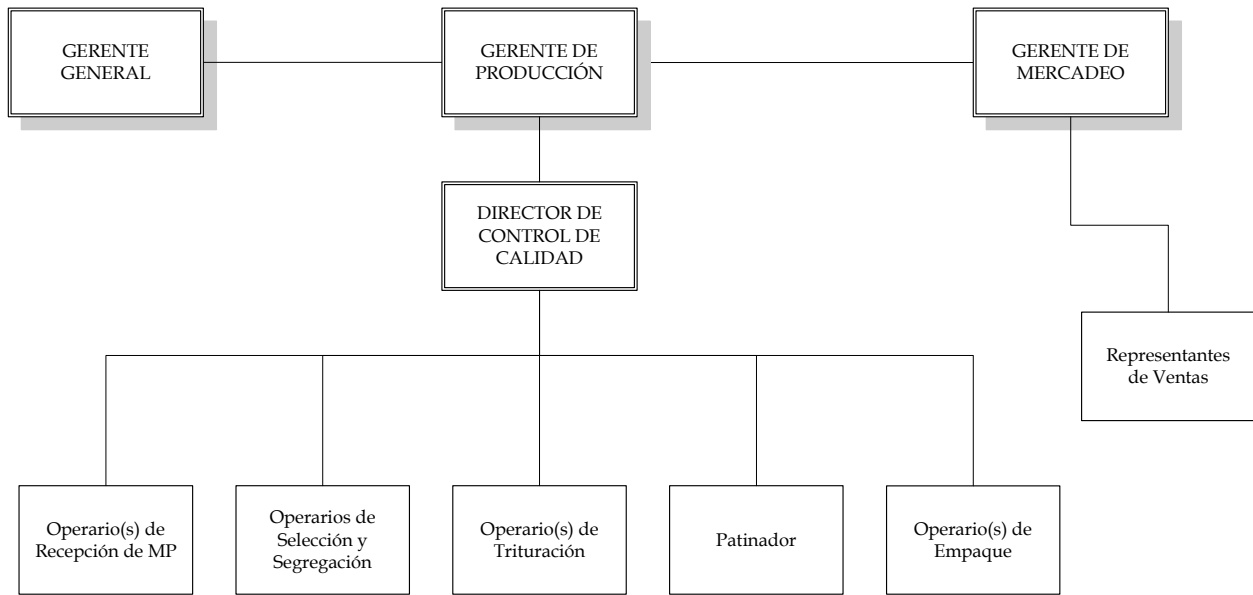 GERENTE
GENERAL
GERENTE DE
PRODUCCIÓN
GERENTE DE
MERCADEO
DIRECTOR DE
CONTROL DE
CALIDAD
Representantes
de Ventas
Operario(s) de
Recepción de MP
Operarios de
Selección y
Segregación
Operario(s) de
Trituración
Patinador
Operario(s) de
Empaque